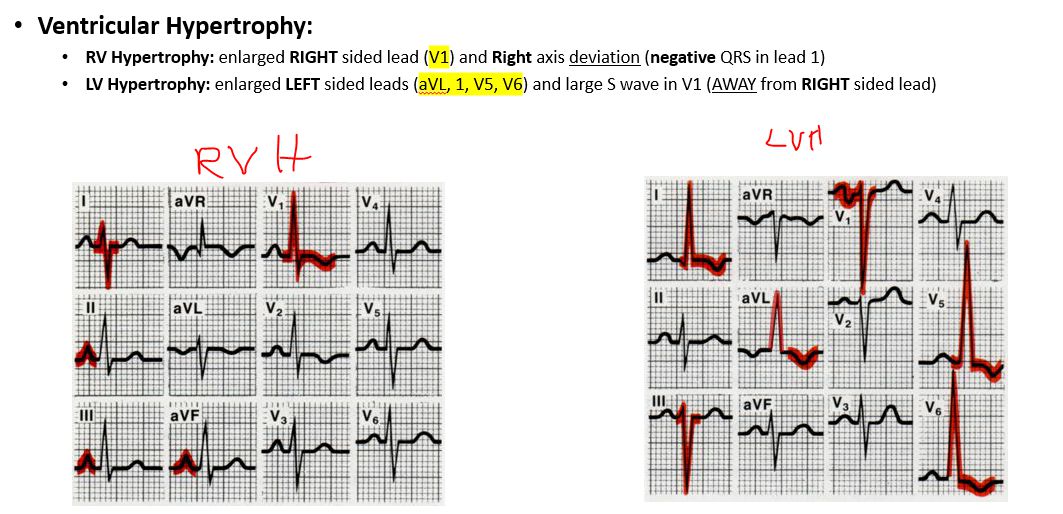 • Ventricular Hypertrophy:
• RV Hypertrophy: enlarged RIGHT sided lead (V1) and Right axis deviation (negative QRS in lead 1)
• LV Hypertrophy: enlarged LEFT sided leads (aVL, 1, V5, V6) and large S wave in V1 (AWAY from RIGHT sided lead)
RVH
I aVR V1 V4
II aVL V2 V5
III aVF V3 V6
LVH
I aVR V1 V4
II aVL V2 V5
III aVF V3 V6